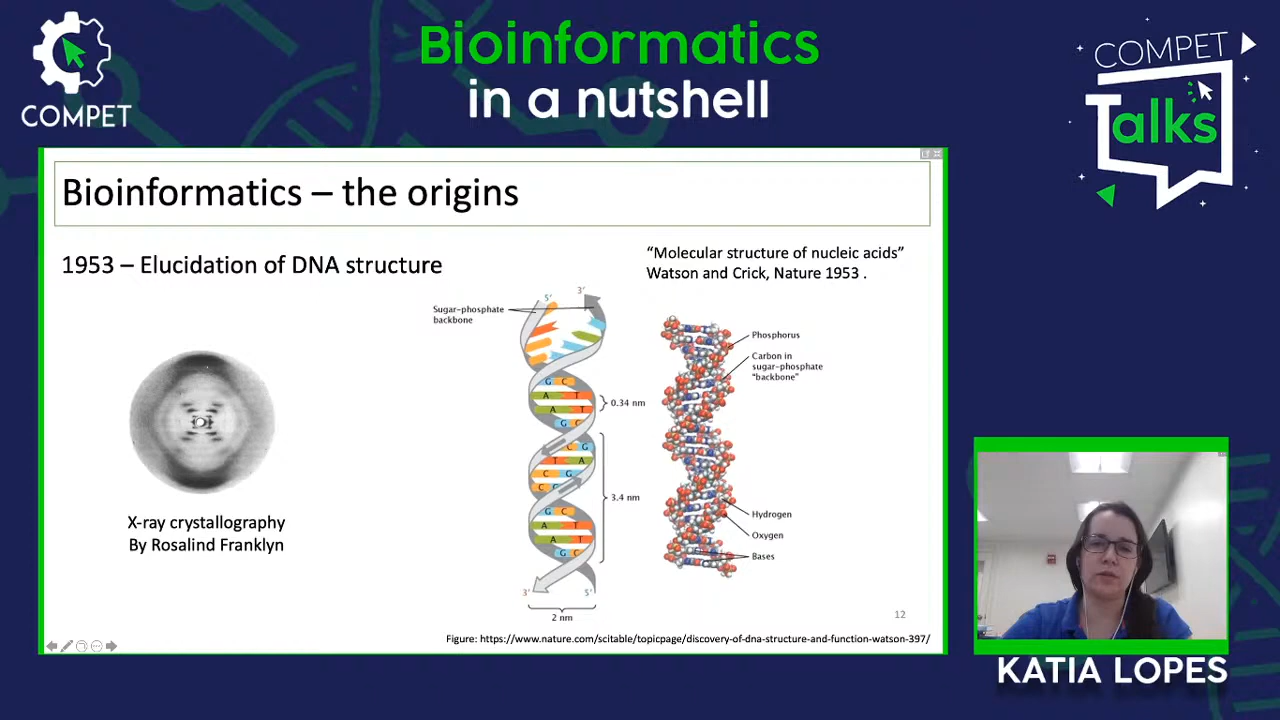 COMPET
Bioinformatics
in a nutshell
COMPET
Talks
Bioinformatics – the origins
1953 – Elucidation of DNA structure
“Molecular structure of nucleic acids”
Watson and Crick, Nature 1953 .
X-ray crystallography
By Rosalind Franklyn
Sugar-phosphate
backbone
5’
3’
G C
A T
A T
G C
0.34 nm
C G
T A
C G
C G
3.4 nm
G C
A T
A T
G C
3’
5’
2 nm
Phosphorus
Carbon in
sugar-phosphate
“backbone”
Hydrogen
Oxygen
Bases
12
Figure: https://www.nature.com/scitable/topicpage/discovery-of-dna-structure-and-function-watson-397/
KATIA LOPES